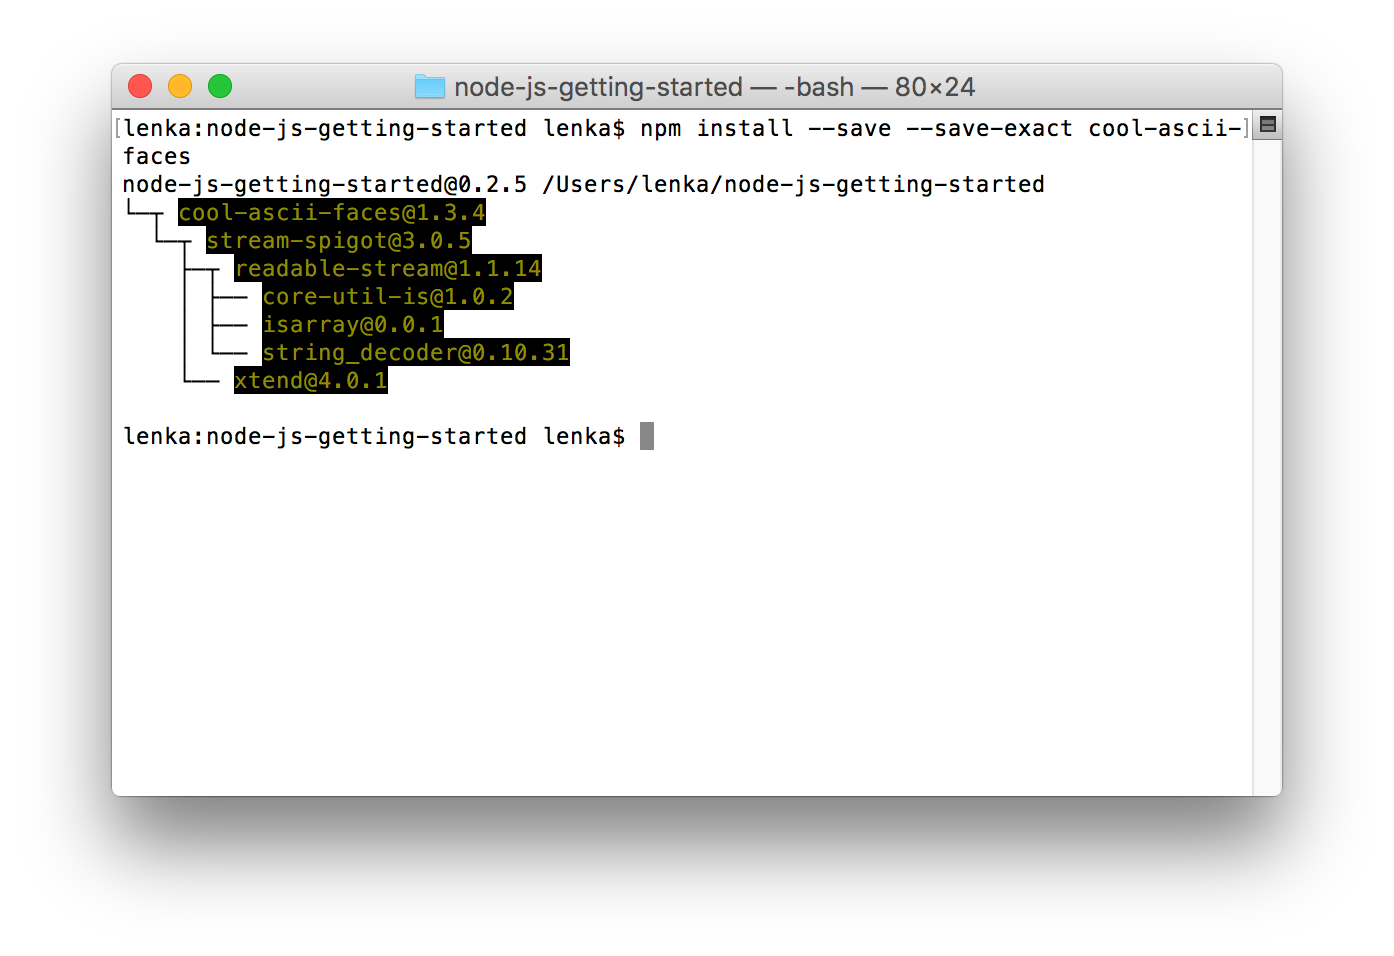 node-js-getting-started — -bash — 80×24
[lenka:node-js-getting-started lenka$ npm install --save --save-exact cool-ascii-]
faces
node-js-getting-started@0.2.5 /Users/lenka/node-js-getting-started
└─┬ cool-ascii-faces@1.3.4
  └─┬ stream-spigot@3.0.5
    ├─┬ readable-stream@1.1.14
    │ ├── core-util-is@1.0.2
    │ ├── isarray@0.0.1
    │ └── string_decoder@0.10.31
    └── xtend@4.0.1
lenka:node-js-getting-started lenka$